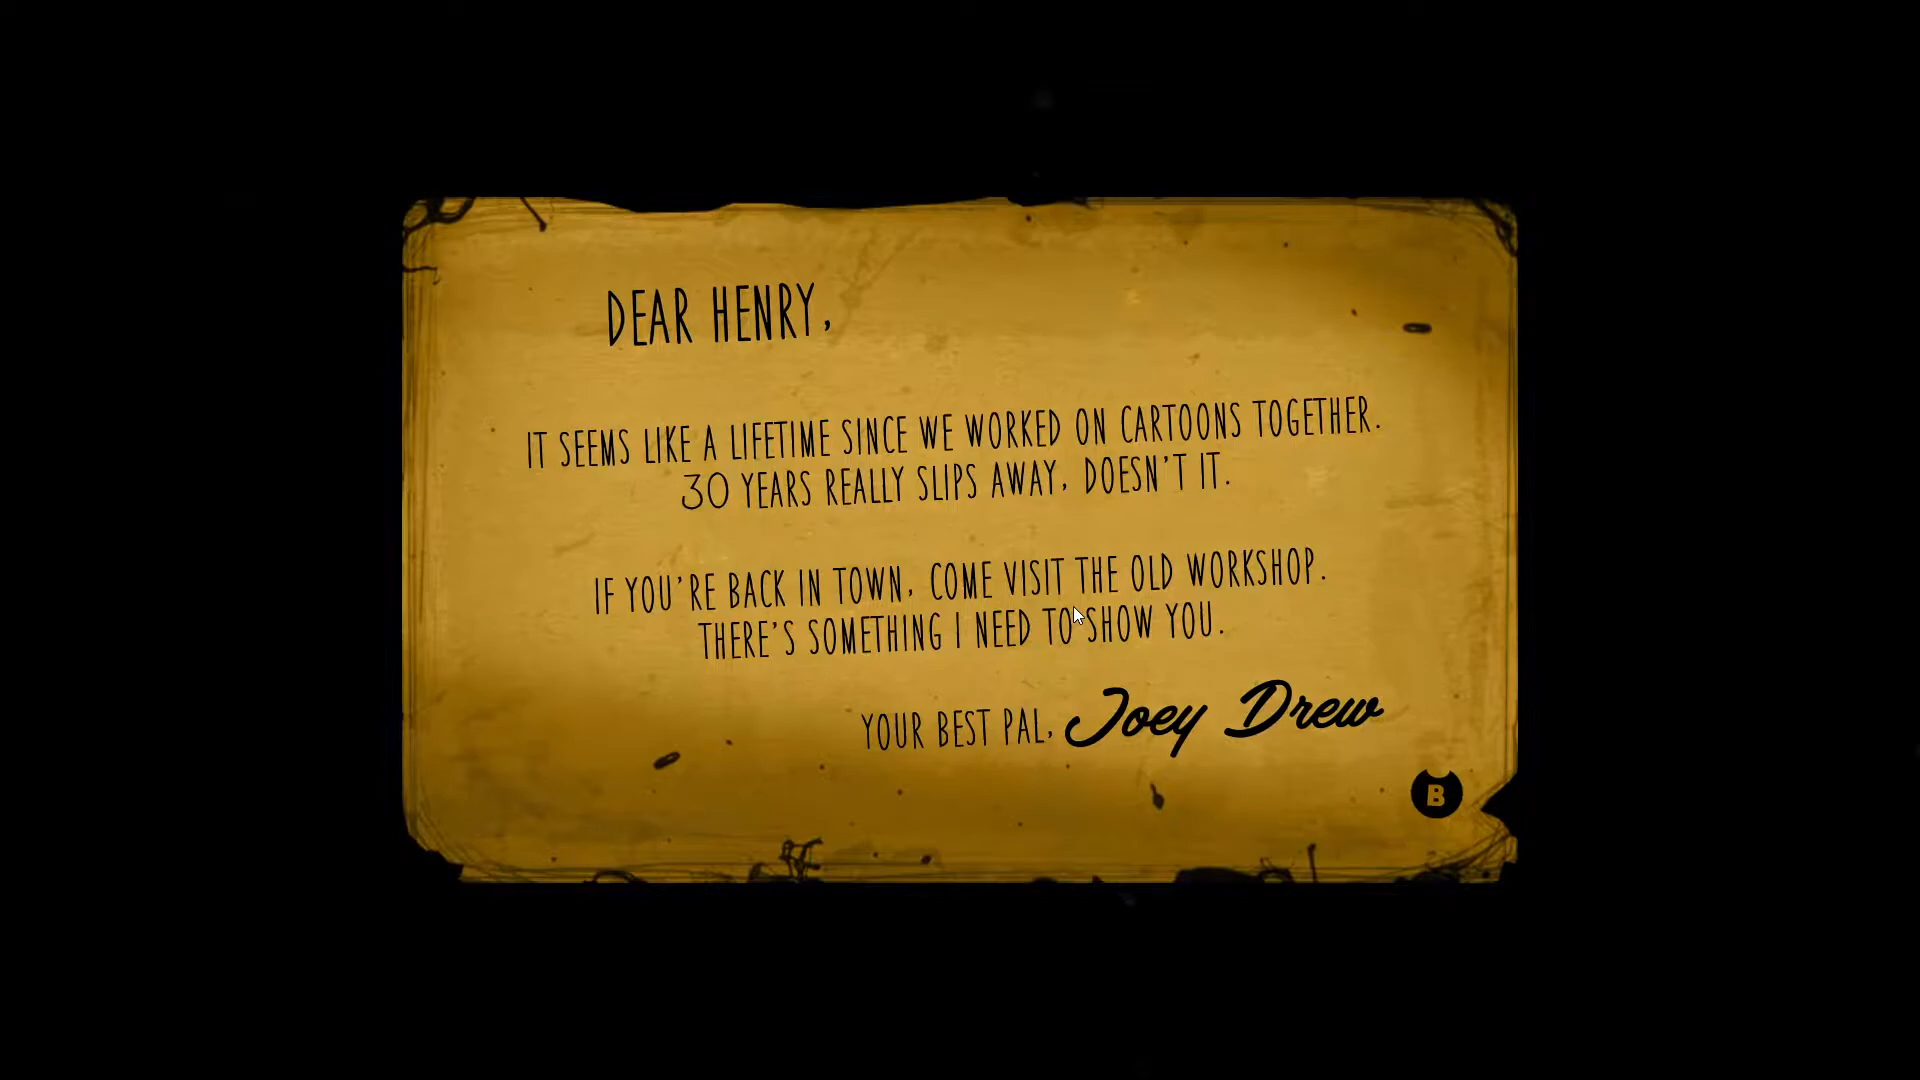 DEAR HENRY,
IT SEEMS LIKE A LIFETIME SINCE WE WORKED ON CARTOONS TOGETHER.
30 YEARS REALLY SLIPS AWAY, DOESN'T IT.
IF YOU'RE BACK IN TOWN, COME VISIT THE OLD WORKSHOP.
THERE'S SOMETHING I NEED TO SHOW YOU.
YOUR BEST PAL, Joey Drew
B